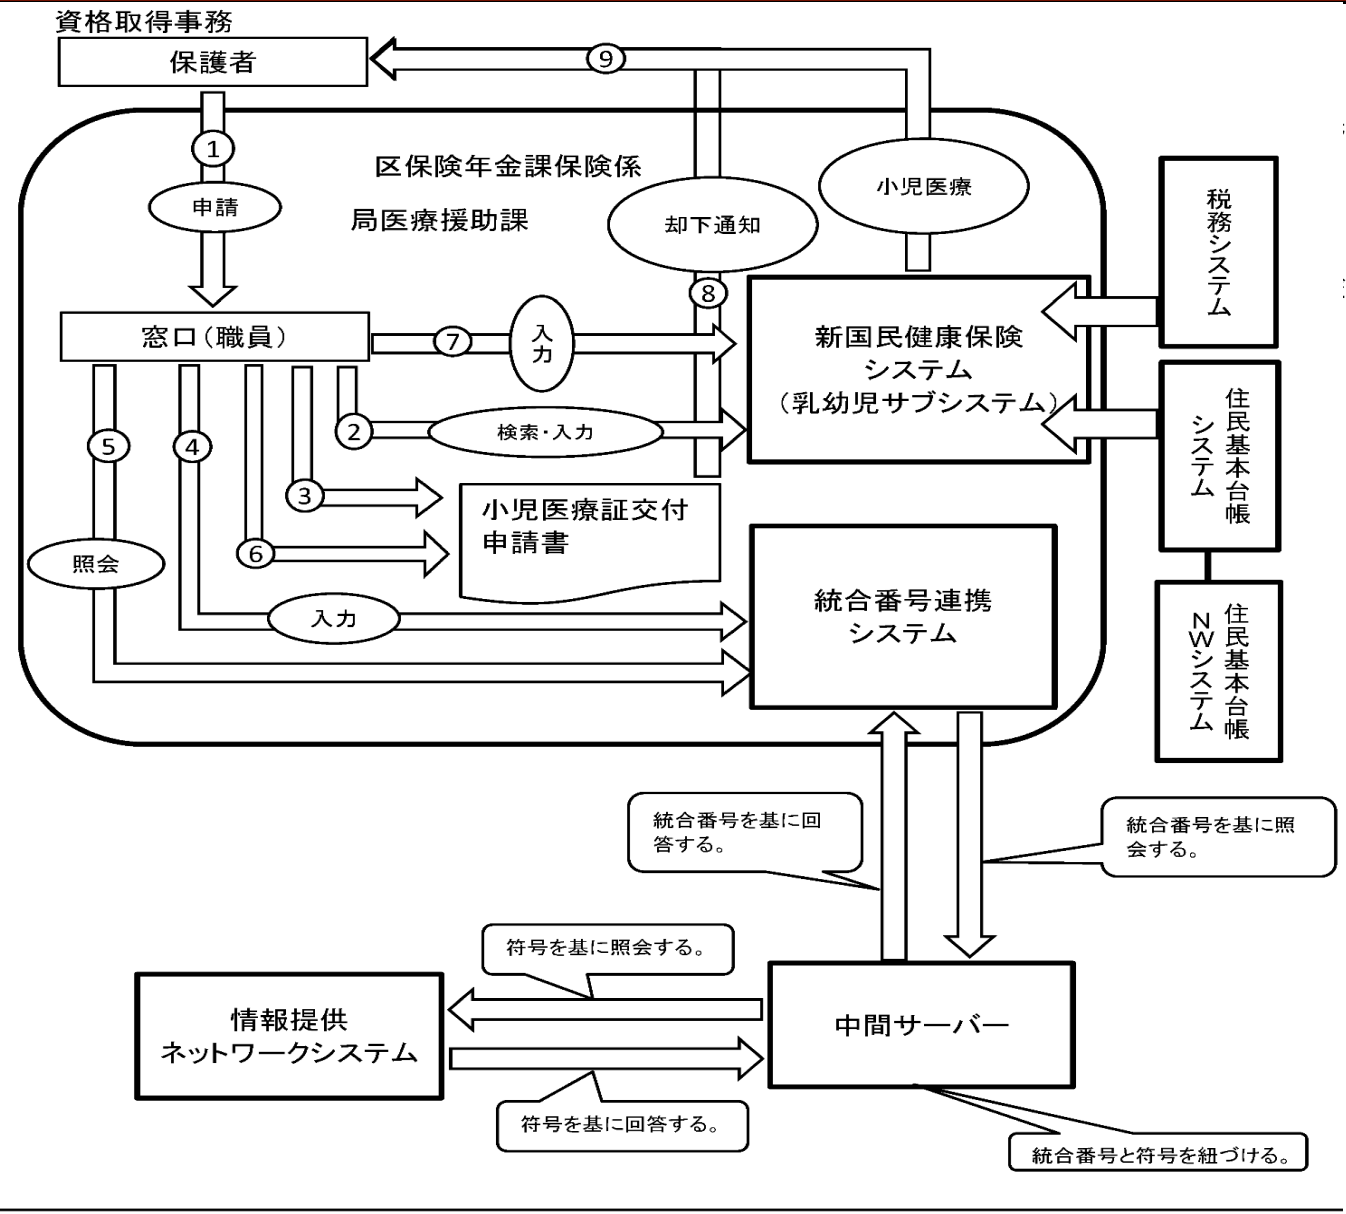 資格取得事務
保護者
⑨
①
区保険年金課保険係
小児医療
申請
局医療援助課
却下通知
税務システム
⑧
窓口（職員）
⑦
入力
新国民健康保険
システム
（乳幼児サブシステム）
②
検索・入力
⑤
④
住民基本台帳
システム
③
小児医療証交付
申請書
⑥
照会
入力
統合番号連携
システム
住民基本台帳
NWシステム
統合番号を基に回
答する。
統合番号を基に照
会する。
符号を基に照会する。
情報提供
ネットワークシステム
中間サーバー
符号を基に回答する。
統合番号と符号を紐づける。